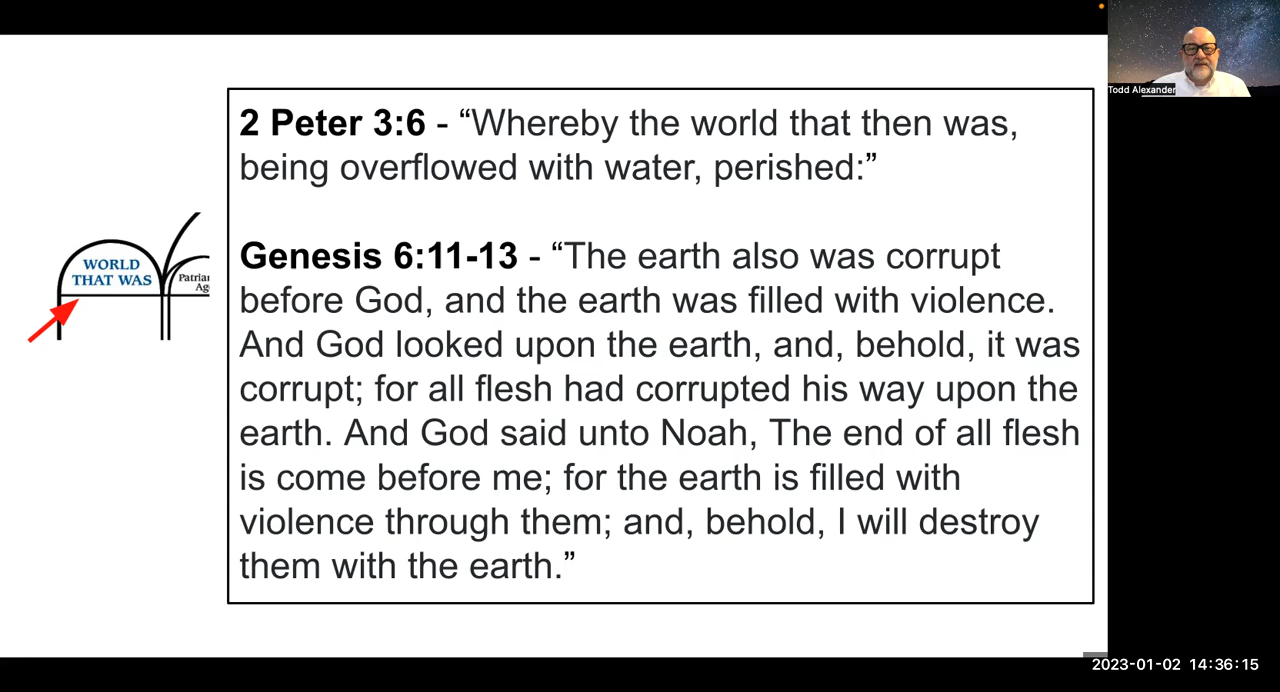 Todd Alexander
2 Peter 3:6 - “Whereby the world that then was,
being overflowed with water, perished:”
Genesis 6:11-13 - “The earth also was corrupt
before God, and the earth was filled with violence.
And God looked upon the earth, and, behold, it was
corrupt; for all flesh had corrupted his way upon the
earth. And God said unto Noah, The end of all flesh
is come before me; for the earth is filled with
violence through them; and, behold, I will destroy
them with the earth.”
WORLD
THAT WAS
Patriar
Ag
2023-01-02 14:36:15